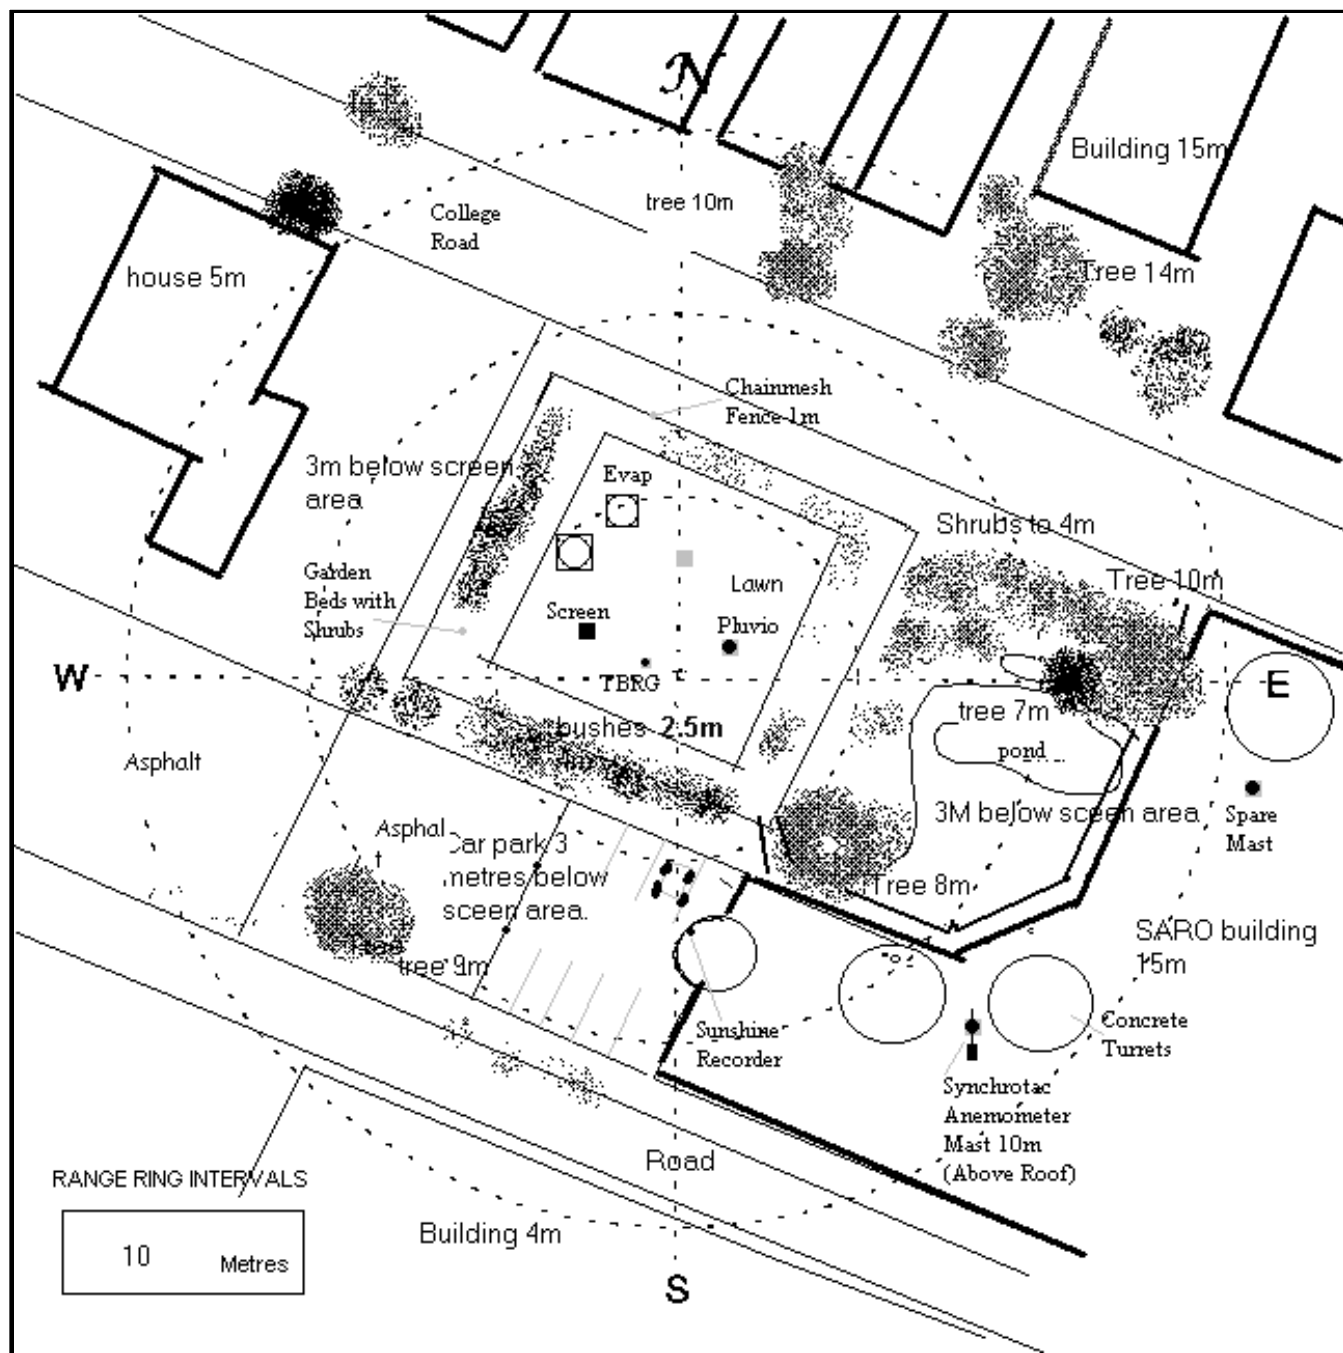 N
Building 15m
tree 10m
College
Road
house 5m
Tree 14m
Chainmesh
Fence 1m
3m below screen
area
Evap
Shrubs to 4m
Garden
Beds with
Shrubs
Lawn
Tree 10m
Screen
Pluvio
W
TBRG
E
tree 7m
bushes 2.5m
pond
Asphalt
3M below sceen area
Spare
Mast
Asphal
t
Car park 3
metres below
sceen area.
Tree 8m
SARO building
15m
tree 9m
Sunshine
Recorder
Concrete
Turrets
Synchrotac
Anemometer
Mast 10m
(Above Roof)
Road
RANGE RING INTERVALS
10 Metres
Building 4m
S